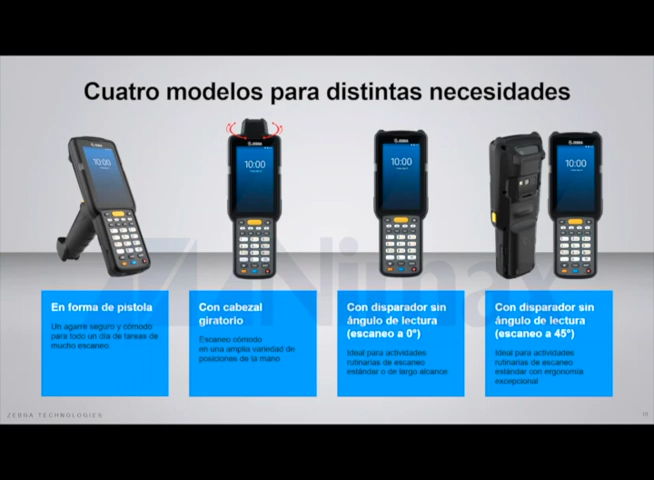 Cuatro modelos para distintas necesidades
10:00
10:00
10:00
10:00
Nimax
En forma de pistola
Un agarre seguro y cómodo
para todo un día de tareas de
mucho escaneo
Con cabezal
giratorio
Escaneo cómodo
en una amplia variedad de
posiciones de la mano
Con disparador sin
ángulo de lectura
(escaneo a 0°)
Ideal para actividades
rutinarias de escaneo
estándar o de largo alcance
Con disparador sin
ángulo de lectura
(escaneo a 45°)
Ideal para actividades
rutinarias de escaneo
estándar con ergonomía
excepcional
ZEBRA TECHNOLOGIES